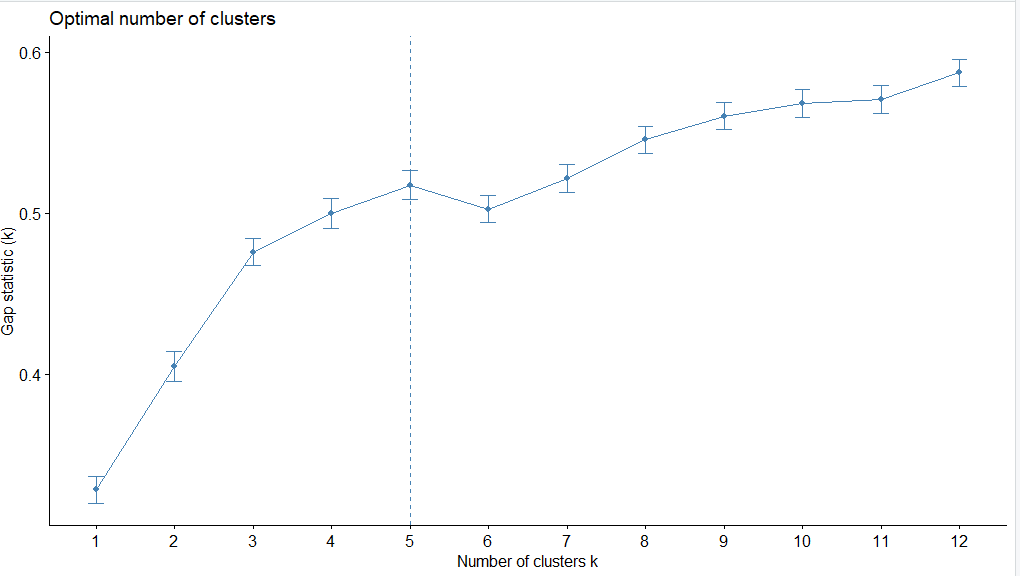 Optimal number of clusters
0.6
0.5
0.4
Gap statistic (k)
1 2 3 4 5 6 7 8 9 10 11 12
Number of clusters k